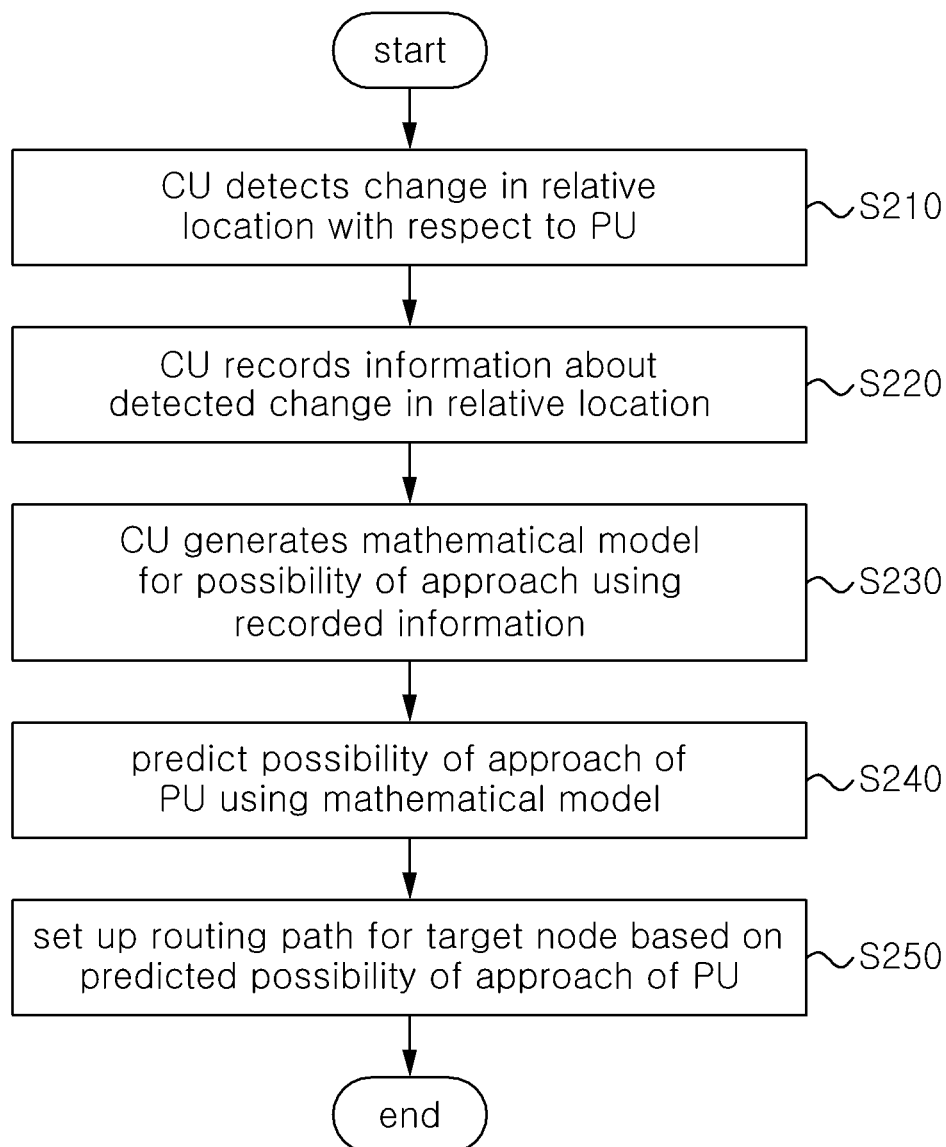 start
CU detects change in relative
location with respect to PU
S210
CU records information about
detected change in relative location
S220
CU generates mathematical model
for possibility of approach using
recorded information
S230
predict possibility of approach of
PU using mathematical model
S240
set up routing path for target node based on
predicted possibility of approach of PU
S250
end